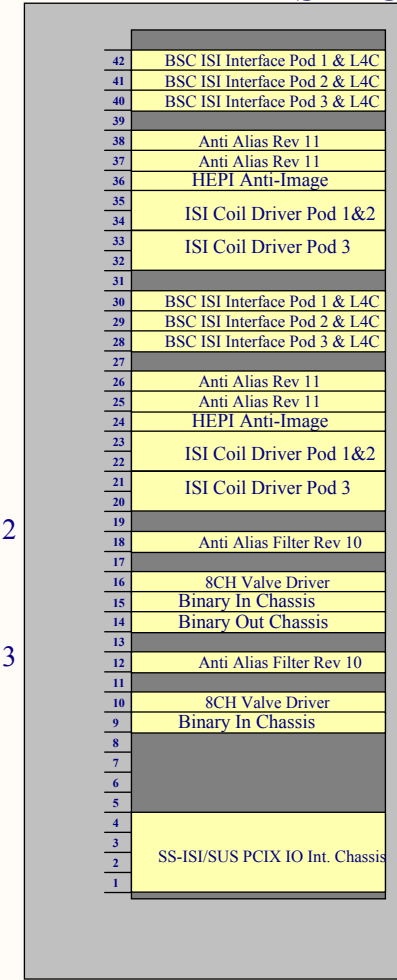 42 BSC ISI Interface Pod 1 & L4C
41 BSC ISI Interface Pod 2 & L4C
40 BSC ISI Interface Pod 3 & L4C
39
38 Anti Alias Rev 11
37 Anti Alias Rev 11
36 HEPI Anti-Image
35
34 ISI Coil Driver Pod 1&2
33
32 ISI Coil Driver Pod 3
31
30 BSC ISI Interface Pod 1 & L4C
29 BSC ISI Interface Pod 2 & L4C
28 BSC ISI Interface Pod 3 & L4C
27
26 Anti Alias Rev 11
25 Anti Alias Rev 11
24 HEPI Anti-Image
23
22 ISI Coil Driver Pod 1&2
21
20 ISI Coil Driver Pod 3
19
2
18 Anti Alias Filter Rev 10
17
16 8CH Valve Driver
15 Binary In Chassis
14 Binary Out Chassis
13
3
12 Anti Alias Filter Rev 10
11
10 8CH Valve Driver
9 Binary In Chassis
8
7
6
5
4
3
2 SS-ISI/SUS PCIX IO Int. Chassis
1